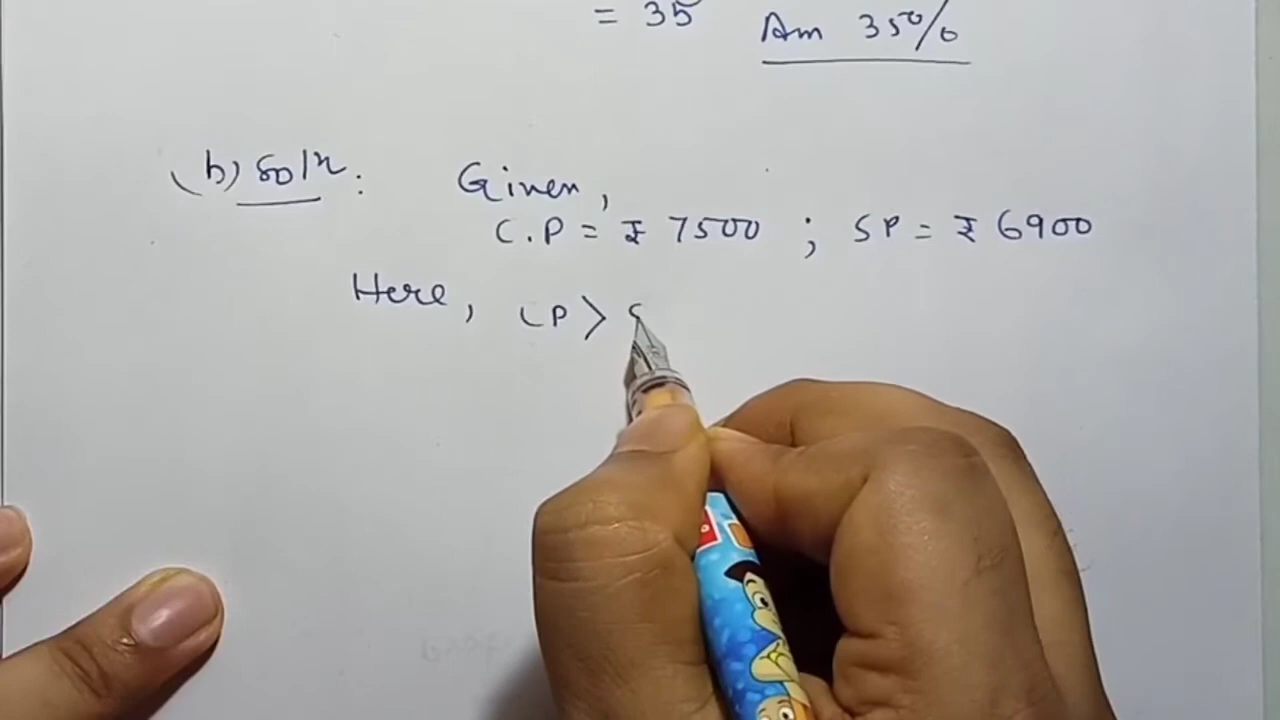 = 35 Ans 35%
(b) Soln: Given,
C.P = ₹ 7500 ; SP = ₹ 6900
Here, CP > S